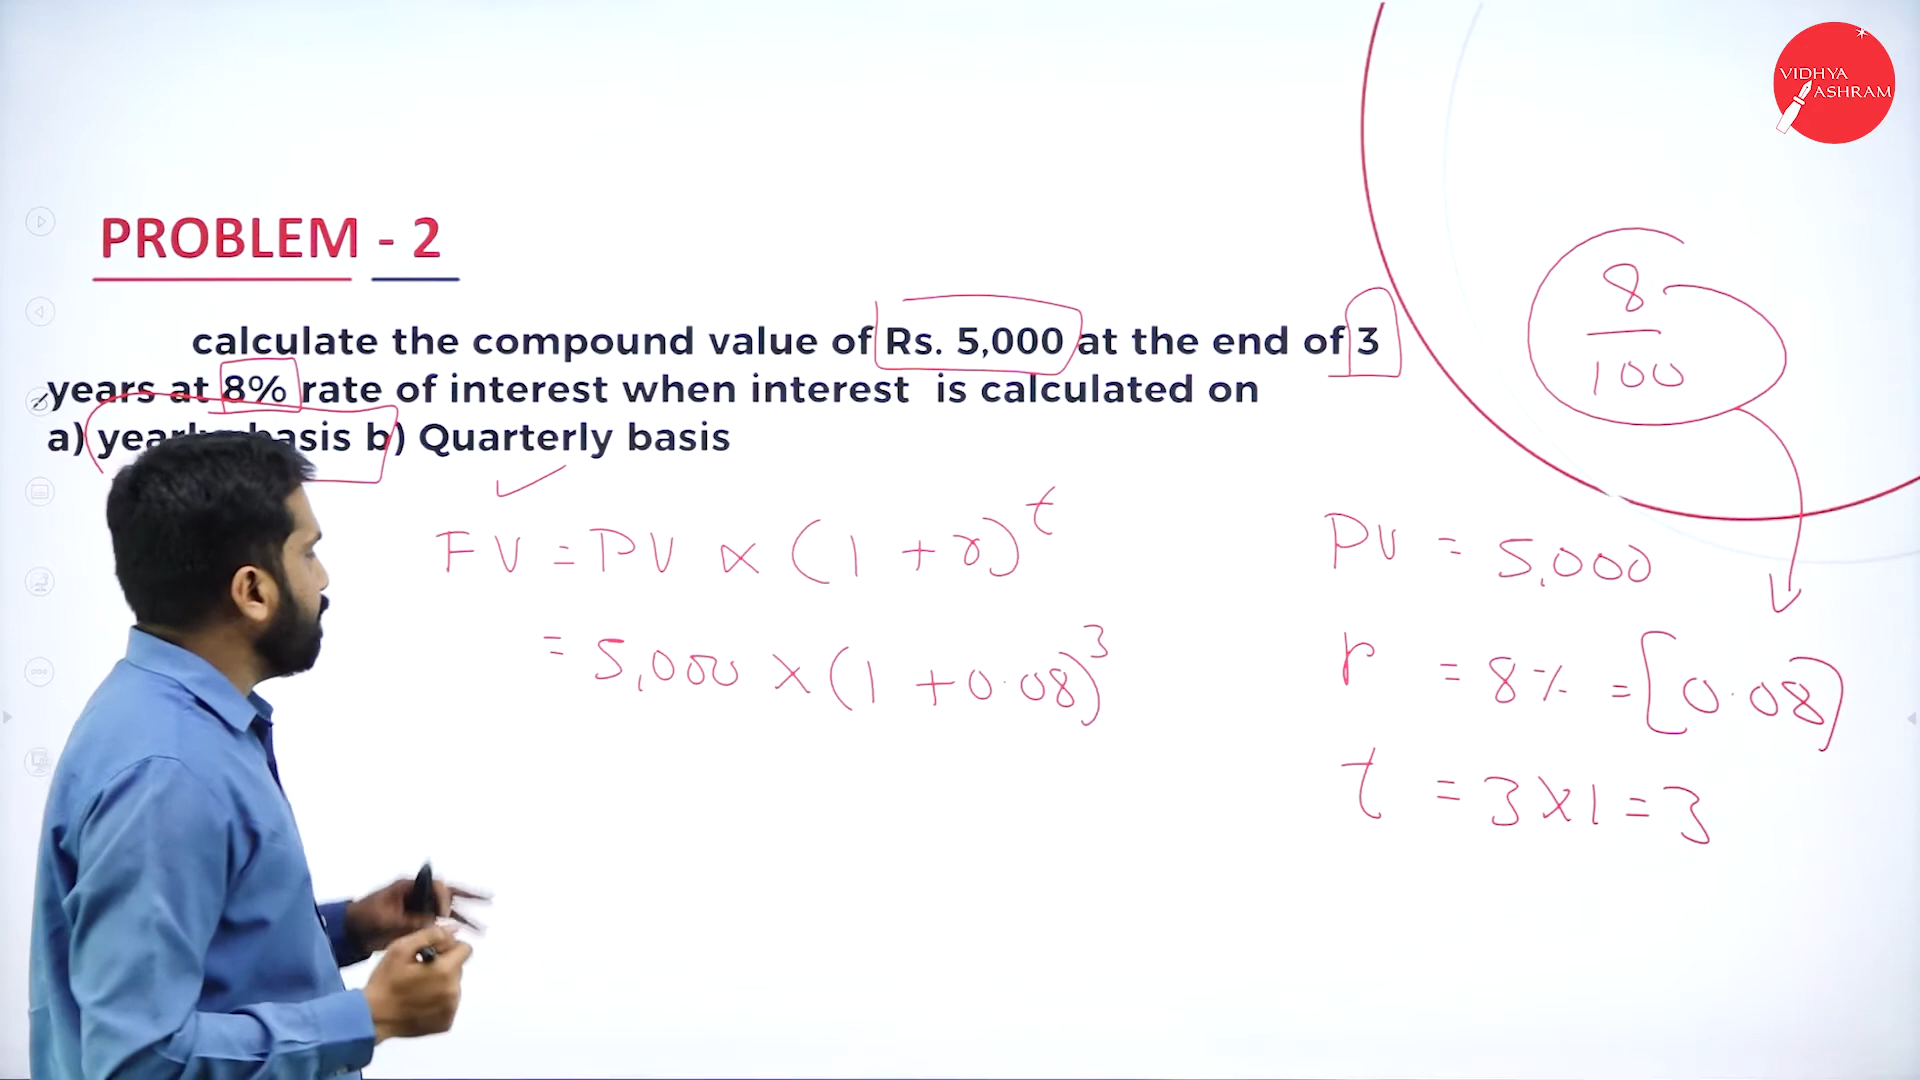 VIDHYA
ASHRAM
PROBLEM - 2
calculate the compound value of Rs. 5,000 at the end of 3
years at 8% rate of interest when interest is calculated on
a) basis b) Quarterly basis
8
100
FV = PV × (1 + r)^t
= 5,000 × (1 + 0.08)^3
PV = 5,000
r = 8% = [0.08)
t = 3 × 1 = 3